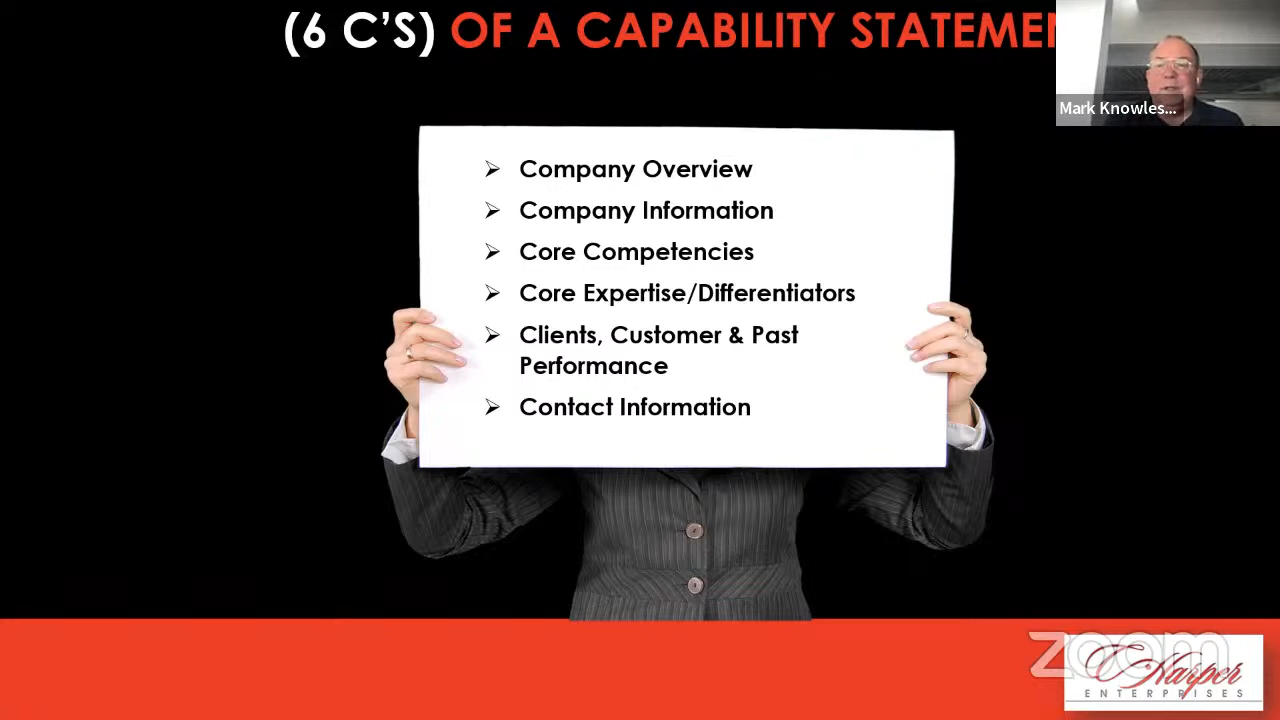 (6 C'S) OF A CAPABILITY STATEMEN
Mark Knowles...
➢ Company Overview
➢ Company Information
➢ Core Competencies
➢ Core Expertise/Differentiators
➢ Clients, Customer & Past
Performance
➢ Contact Information
zoom
C Harper
ENTERPRISES